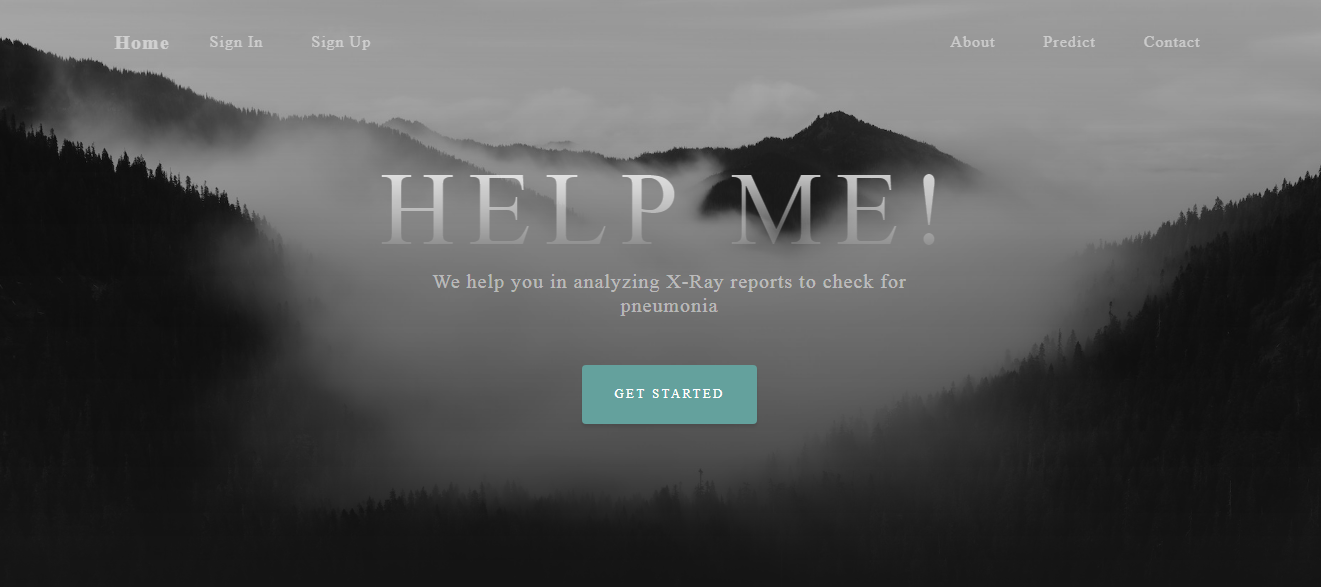 Home Sign In Sign Up About Predict Contact
HELP ME!
We help you in analyzing X-Ray reports to check for
pneumonia
GET STARTED